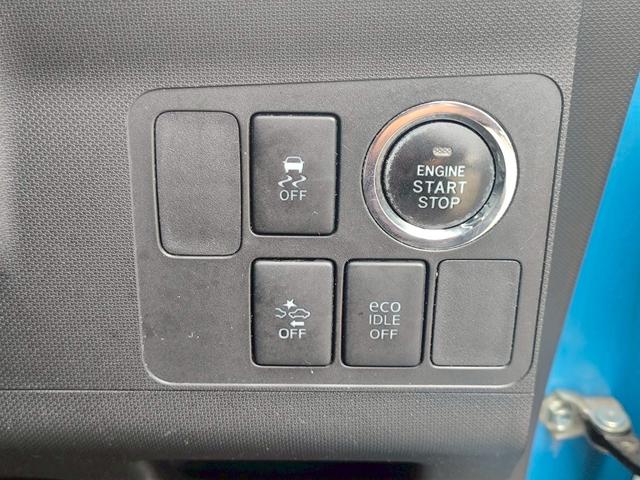 OFF
ENGINE
START
STOP
OFF
eco
IDLE
OFF